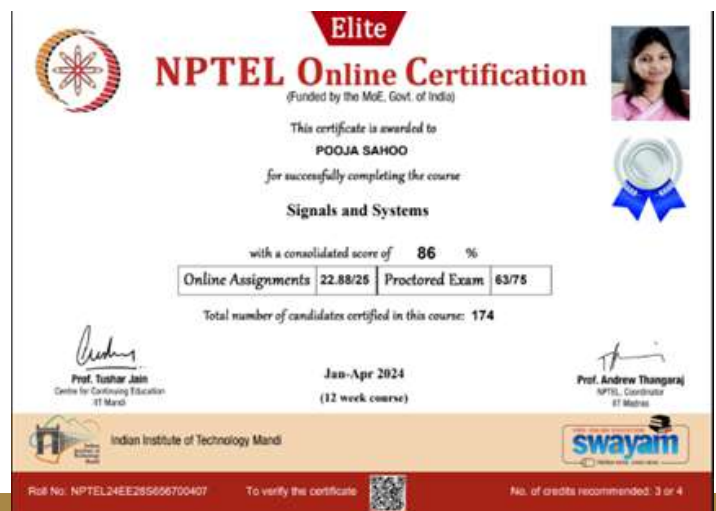 Elite
NPTEL Online Certification
(Funded by the MoE, Govt. of India)
This certificate is awarded to
POOJA SAHOO
for successfully completing the course
Signals and Systems
with a consolidated score of 86 %
Online Assignments 22.88/25 Proctored Exam 63/75
Total number of candidates certified in this course: 174
Prof. Tushar Jain
Centre for Continuing Education
IIT Mandi
Jan-Apr 2024
(12 week course)
Prof. Andrew Thangaraj
NPTEL, Coordinator
IIT Madras
Indian Institute of Technology Mandi
swayam
Roll No: NPTEL24EE28S656700407 To verify the certificate No. of credits recommended: 3 or 4